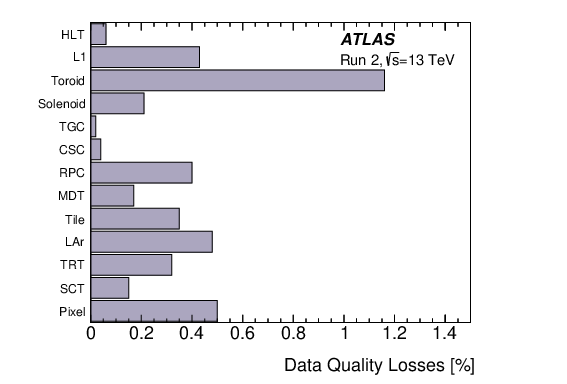 HLT
L1
Toroid
Solenoid
TGC
CSC
RPC
MDT
Tile
LAr
TRT
SCT
Pixel
ATLAS
Run 2, √s=13 TeV
0 0.2 0.4 0.6 0.8 1 1.2 1.4
Data Quality Losses [%]